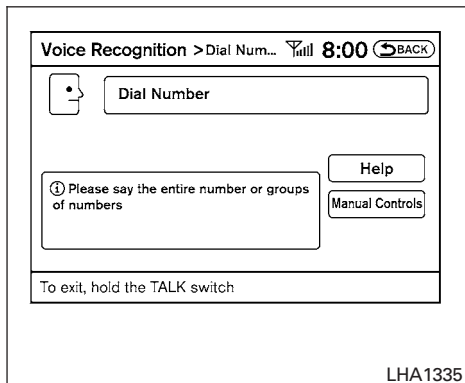 Voice Recognition > Dial Num... 8:00 BACK
Dial Number
Help
ⓘ Please say the entire number or groups
of numbers
Manual Controls
To exit, hold the TALK switch
LHA1335